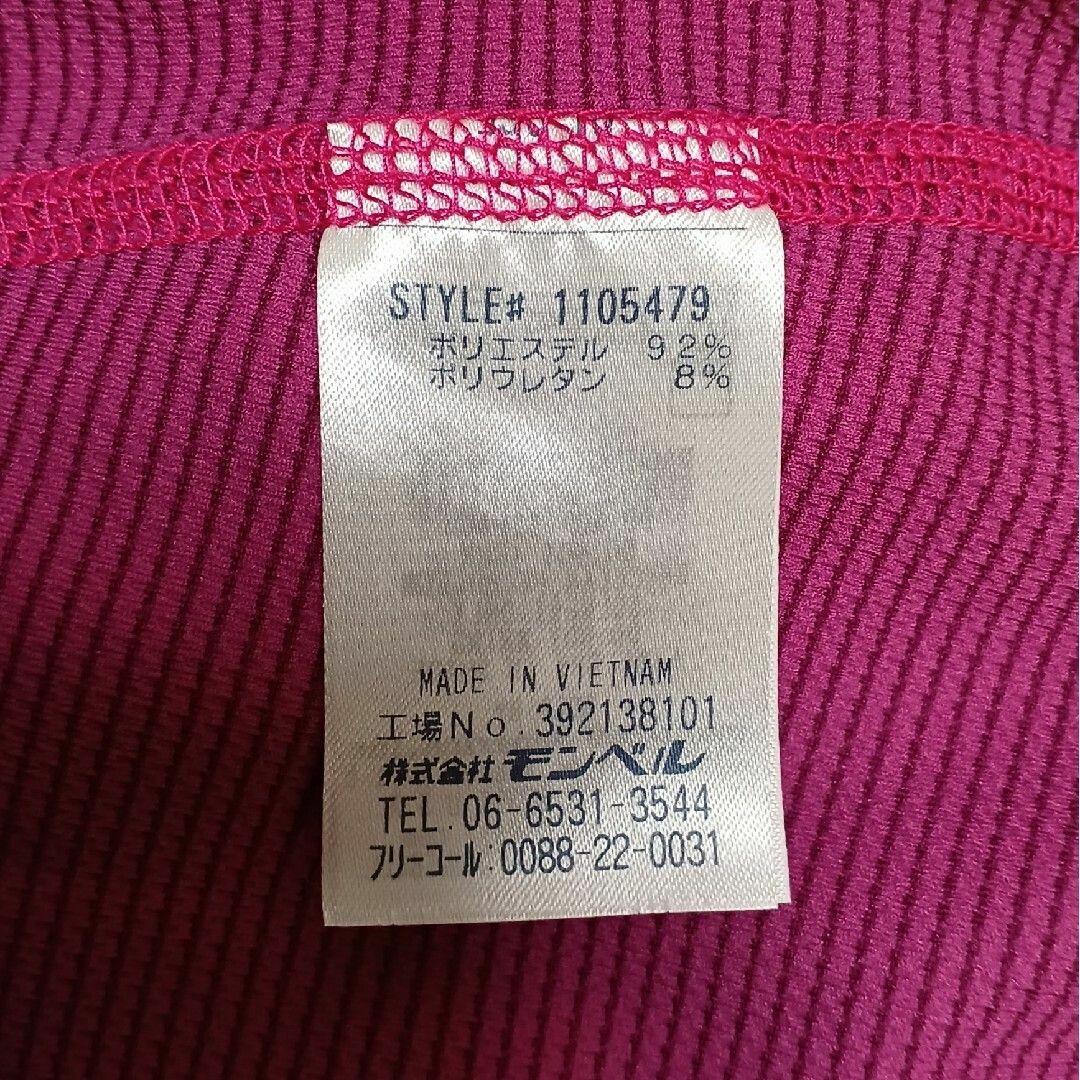 STYLE# 1105479
ポリエステル 92%
ポリウレタン 8%
MADE IN VIETNAM
工場No.392138101
株式会社モンベル
TEL.06-6531-3544
フリーコール:0088-22-0031